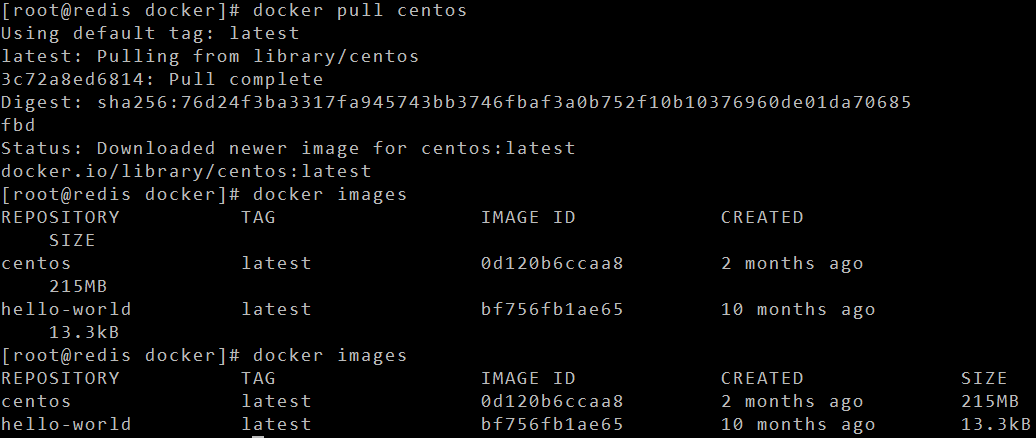 [root@redis docker]# docker pull centos
Using default tag: latest
latest: Pulling from library/centos
3c72a8ed6814: Pull complete
Digest: sha256:76d24f3ba3317fa945743bb3746fbaf3a0b752f10b10376960de01da70685
fbd
Status: Downloaded newer image for centos:latest
docker.io/library/centos:latest
[root@redis docker]# docker images
REPOSITORY          TAG                 IMAGE ID            CREATED
    SIZE
centos              latest              0d120b6ccaa8        2 months ago
    215MB
hello-world         latest              bf756fb1ae65        10 months ago
    13.3kB
[root@redis docker]# docker images
REPOSITORY          TAG                 IMAGE ID            CREATED             SIZE
centos              latest              0d120b6ccaa8        2 months ago        215MB
hello-world         latest              bf756fb1ae65        10 months ago       13.3kB